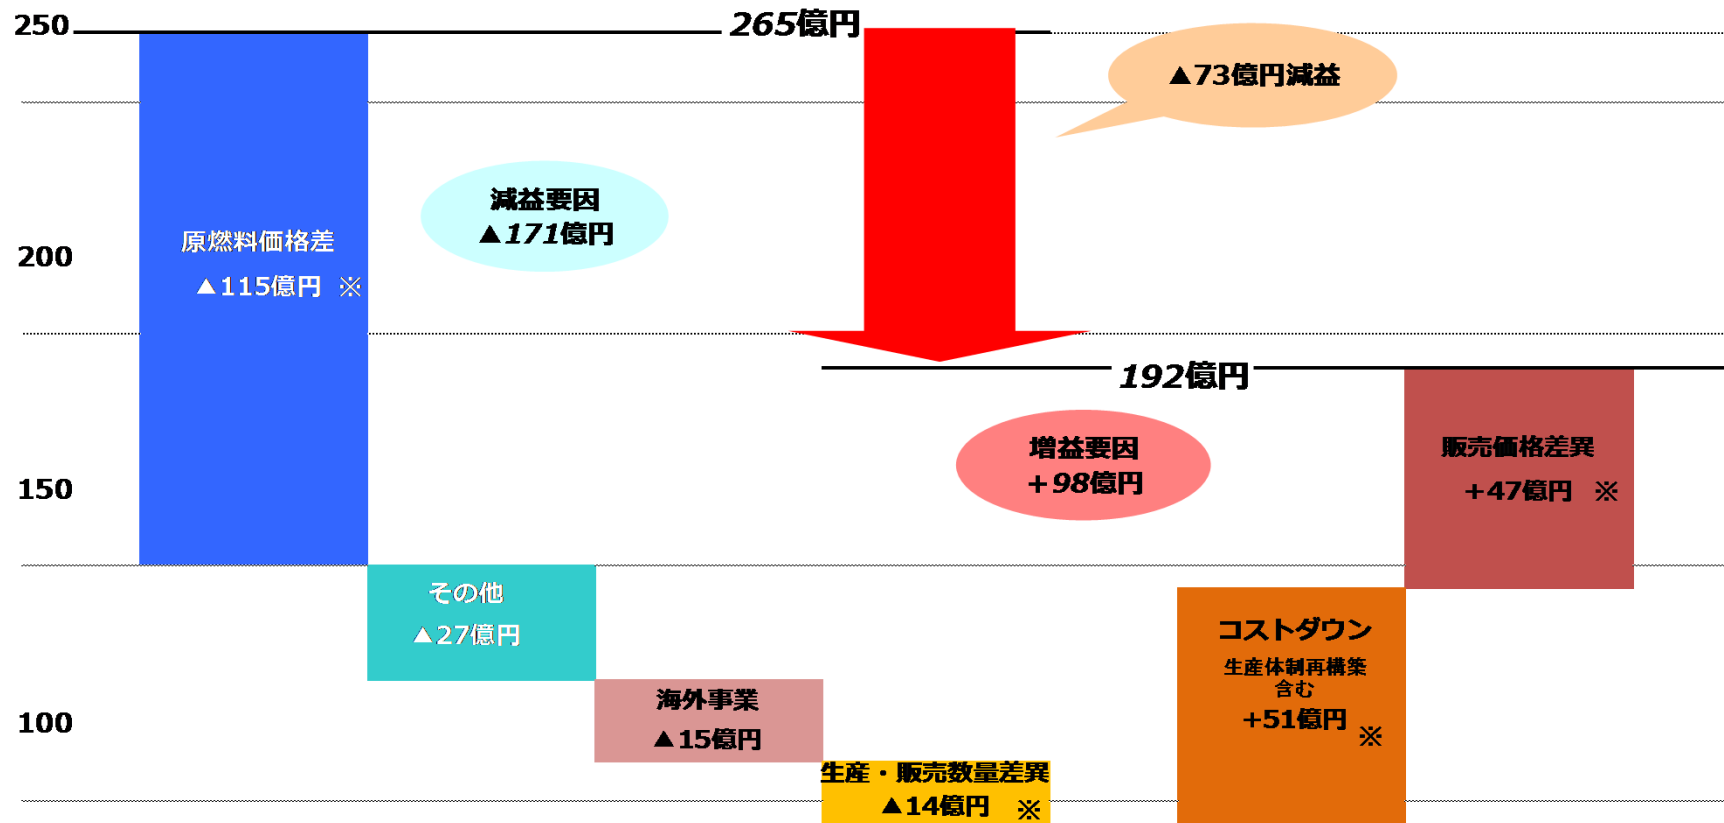 250
265億円
▲73億円減益
減益要因
▲171億円
原燃料価格差
▲115億円 ※
200
192億円
増益要因
+98億円
販売価格差異
+47億円 ※
150
その他
▲27億円
コストダウン
生産体制再構築
含む
+51億円
※
海外事業
▲15億円
100
生産・販売数量差異
▲14億円 ※